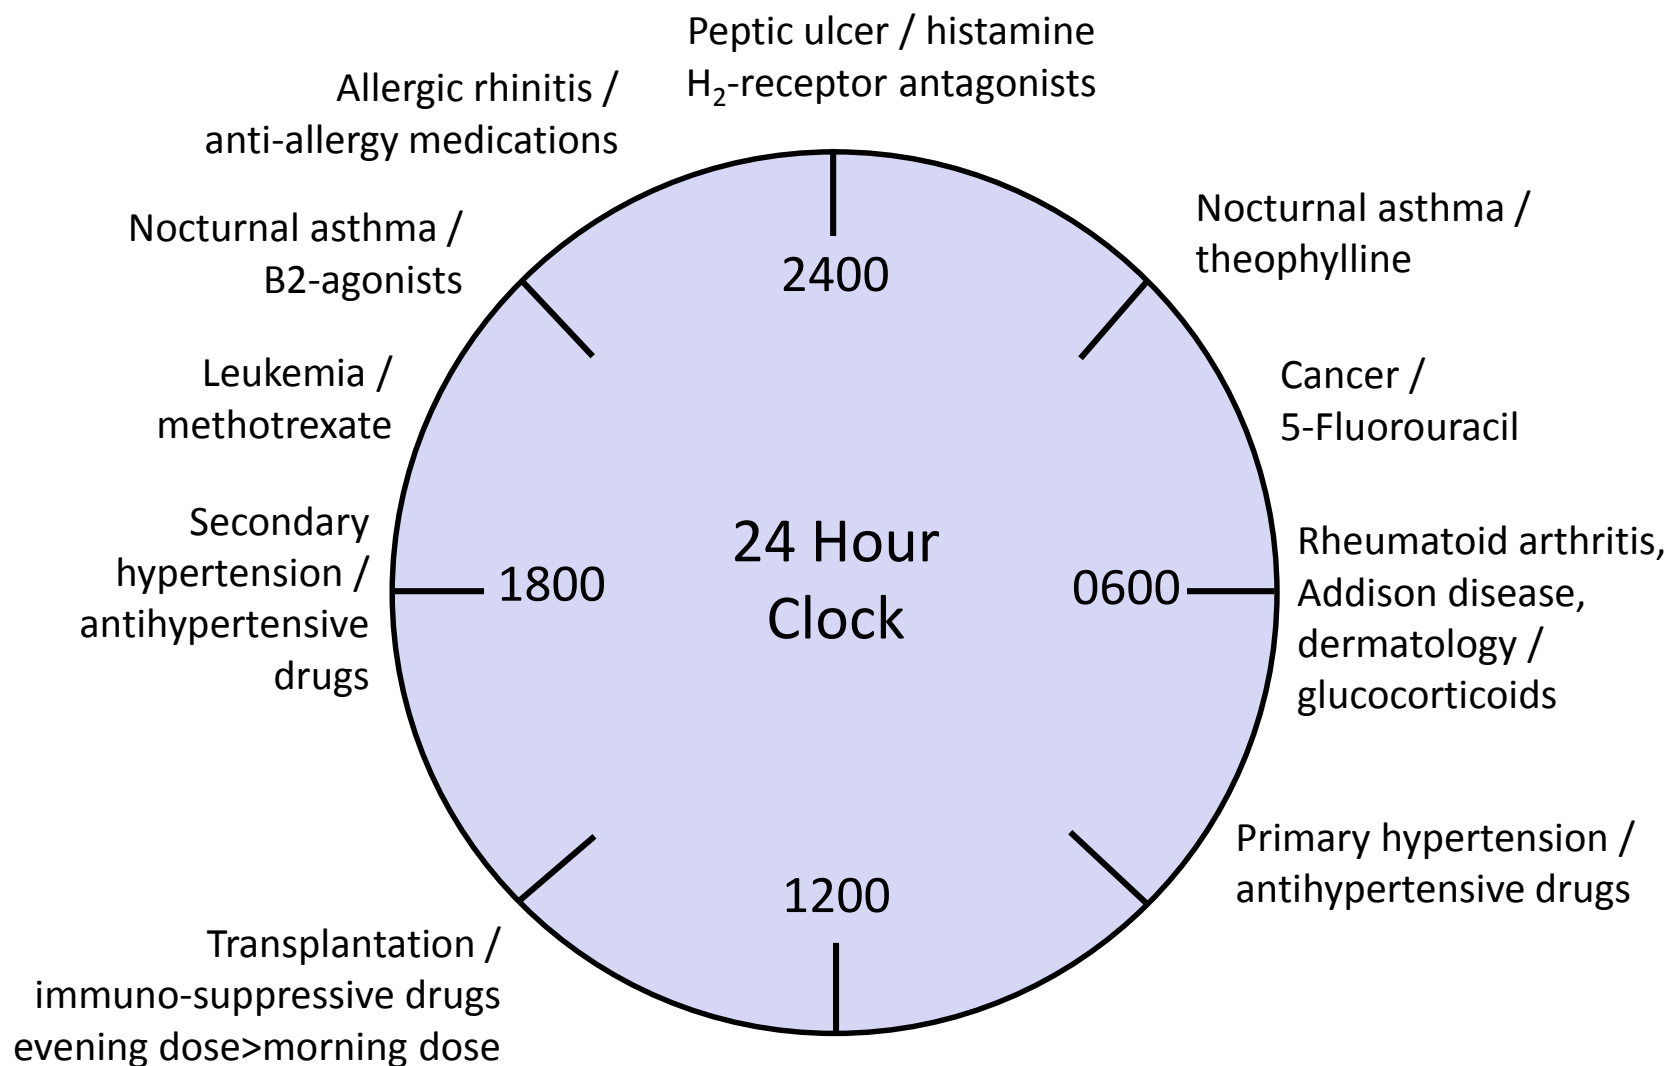 Peptic ulcer / histamine
H₂-receptor antagonists
Allergic rhinitis /
anti-allergy medications
Nocturnal asthma /
theophylline
Nocturnal asthma /
B2-agonists
2400
Leukemia /
methotrexate
Cancer /
5-Fluorouracil
Secondary
hypertension /
antihypertensive
drugs
1800
24 Hour
Clock
0600
Rheumatoid arthritis,
Addison disease,
dermatology /
glucocorticoids
Primary hypertension /
antihypertensive drugs
1200
Transplantation /
immuno-suppressive drugs
evening dose>morning dose